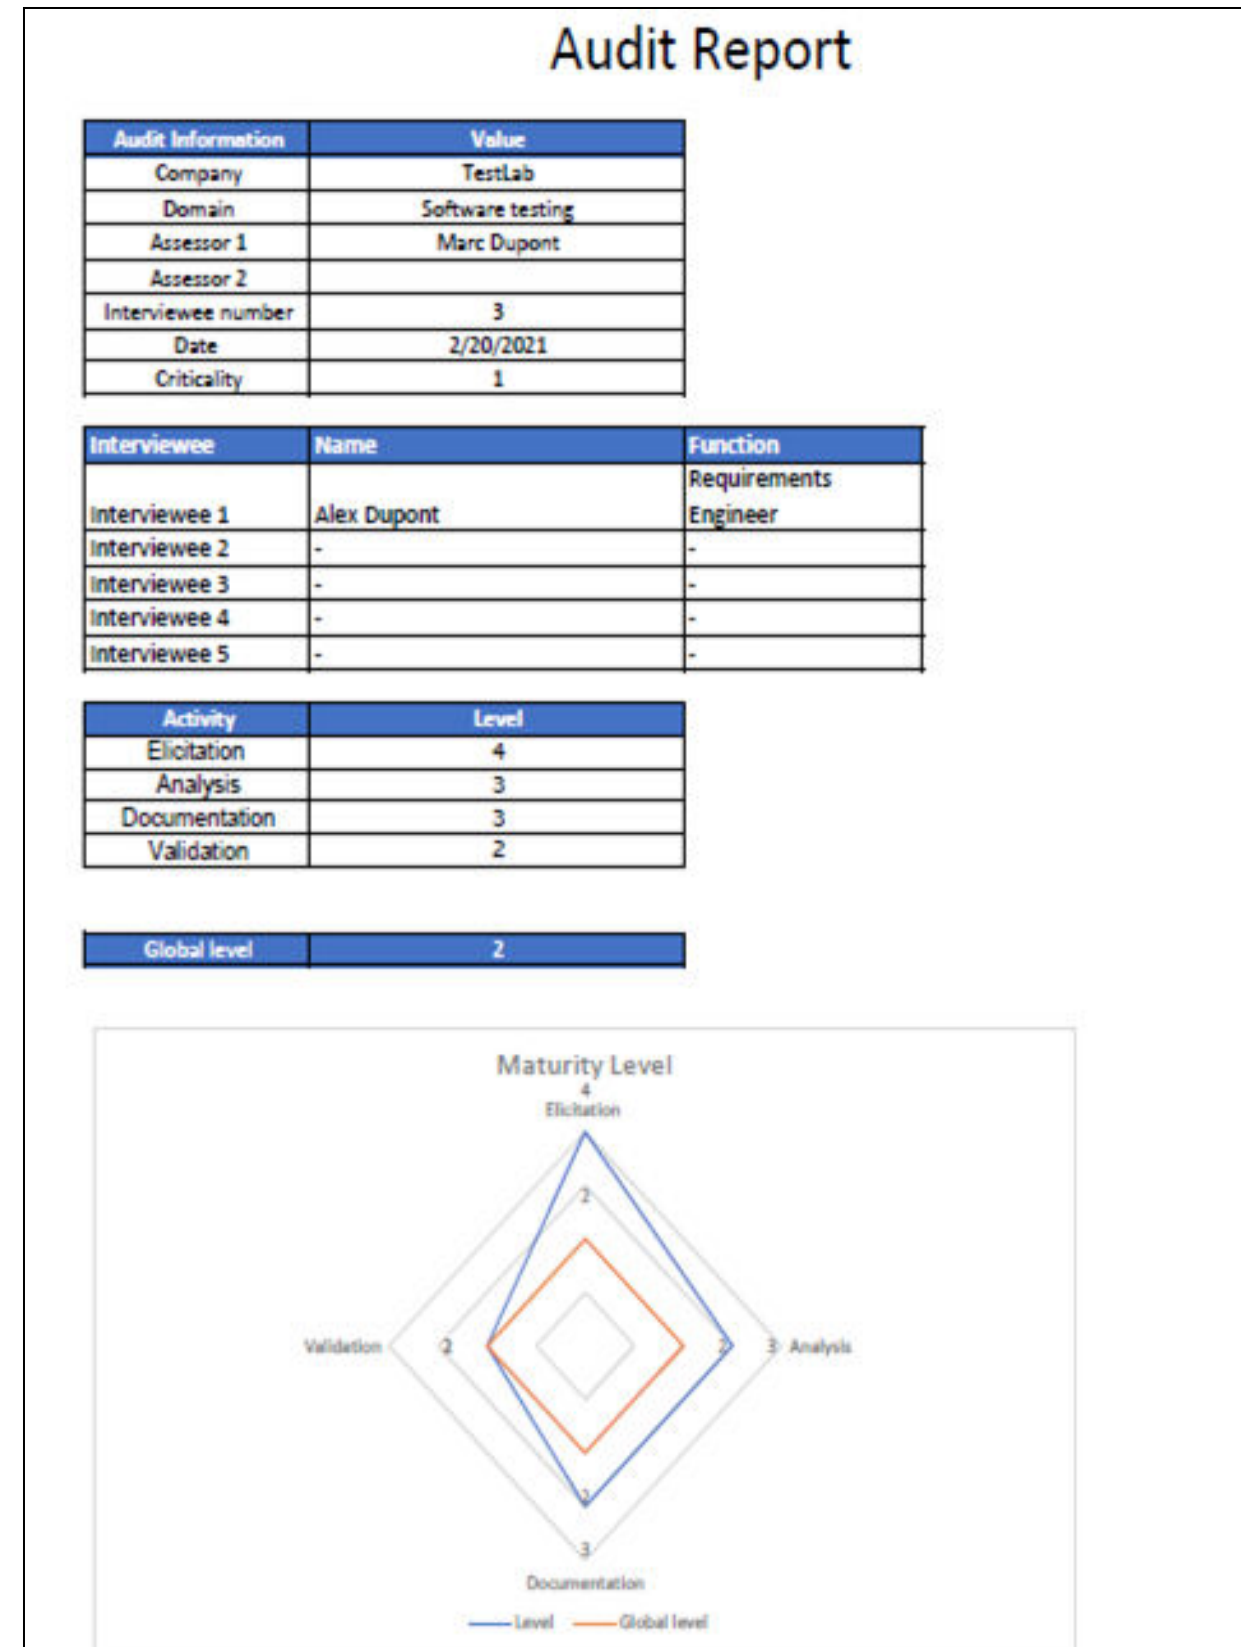 Audit Report
Audit Information Value
Company TestLab
Domain Software testing
Assessor 1 Marc Dupont
Assessor 2
Interviewee number 3
Date 2/20/2021
Criticality 1
Interviewee Name Function
Interviewee 1 Alex Dupont Requirements Engineer
Interviewee 2 - -
Interviewee 3 - -
Interviewee 4 - -
Interviewee 5 - -
Activity Level
Elicitation 4
Analysis 3
Documentation 3
Validation 2
Global level 2
Maturity Level
4
Elicitation
2
Validation 2 2 3 Analysis
2
3
Documentation
Level Global level